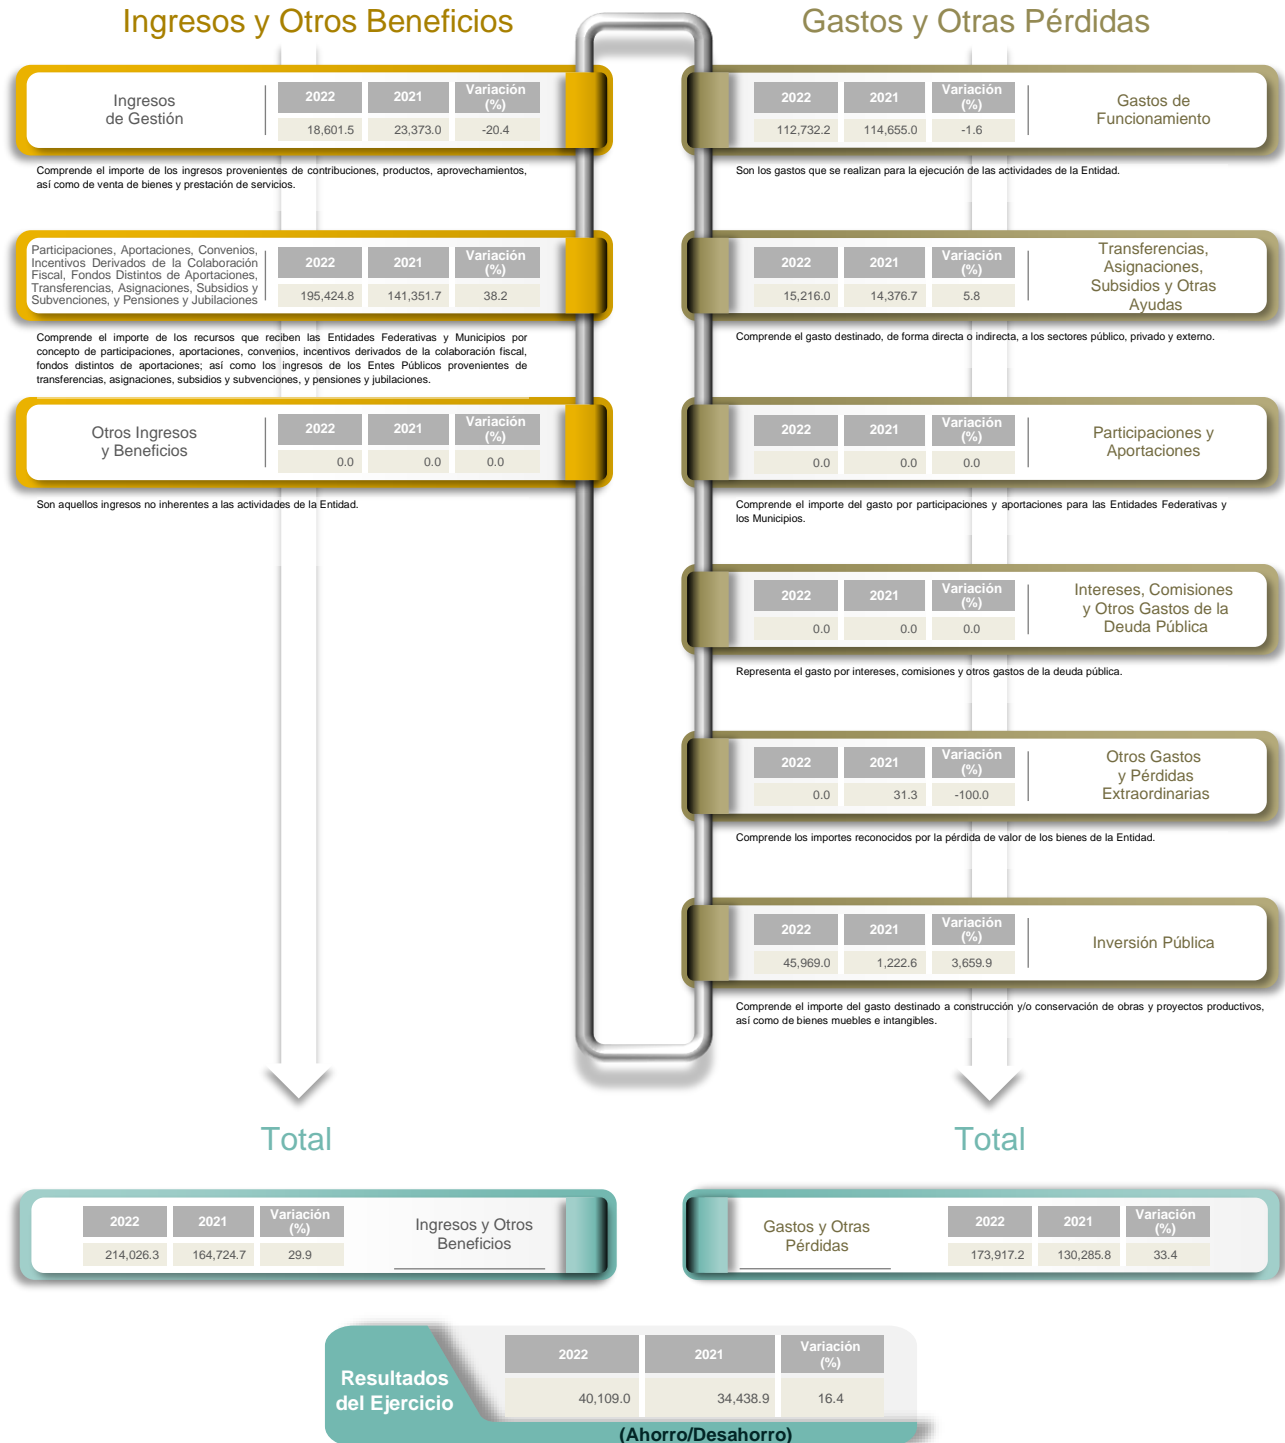 Ingresos y Otros Beneficios
Ingresos
de Gestión
2022 2021 Variación
(%)
18,601.5 23,373.0 -20.4
Comprende el importe de los ingresos provenientes de contribuciones, productos, aprovechamientos,
así como de venta de bienes y prestación de servicios.
Participaciones, Aportaciones, Convenios,
Incentivos Derivados de la Colaboración
Fiscal, Fondos Distintos de Aportaciones,
Transferencias, Asignaciones, Subsidios y
Subvenciones, y Pensiones y Jubilaciones
2022 2021 Variación
(%)
195,424.8 141,351.7 38.2
Comprende el importe de los recursos que reciben las Entidades Federativas y Municipios por
concepto de participaciones, aportaciones, convenios, incentivos derivados de la colaboración fiscal,
fondos distintos de aportaciones; así como los ingresos de los Entes Públicos provenientes de
transferencias, asignaciones, subsidios y subvenciones, y pensiones y jubilaciones.
Otros Ingresos
y Beneficios
2022 2021 Variación
(%)
0.0 0.0 0.0
Son aquellos ingresos no inherentes a las actividades de la Entidad.
Gastos y Otras Pérdidas
2022 2021 Variación
(%)
112,732.2 114,655.0 -1.6
Gastos de
Funcionamiento
Son los gastos que se realizan para la ejecución de las actividades de la Entidad.
2022 2021 Variación
(%)
15,216.0 14,376.7 5.8
Transferencias,
Asignaciones,
Subsidios y Otras
Ayudas
Comprende el gasto destinado, de forma directa o indirecta, a los sectores público, privado y externo.
2022 2021 Variación
(%)
0.0 0.0 0.0
Participaciones y
Aportaciones
Comprende el importe del gasto por participaciones y aportaciones para las Entidades Federativas y
los Municipios.
2022 2021 Variación
(%)
0.0 0.0 0.0
Intereses, Comisiones
y Otros Gastos de la
Deuda Pública
Representa el gasto por intereses, comisiones y otros gastos de la deuda pública.
2022 2021 Variación
(%)
0.0 31.3 -100.0
Otros Gastos
y Pérdidas
Extraordinarias
Comprende los importes reconocidos por la pérdida de valor de los bienes de la Entidad.
2022 2021 Variación
(%)
45,969.0 1,222.6 3,659.9
Inversión Pública
Comprende el importe del gasto destinado a construcción y/o conservación de obras y proyectos productivos,
así como de bienes muebles e intangibles.
Total
2022 2021 Variación
(%)
214,026.3 164,724.7 29.9
Ingresos y Otros
Beneficios
Total
Gastos y Otras
Pérdidas
2022 2021 Variación
(%)
173,917.2 130,285.8 33.4
Resultados
del Ejercicio
2022 2021 Variación
(%)
40,109.0 34,438.9 16.4
(Ahorro/Desahorro)